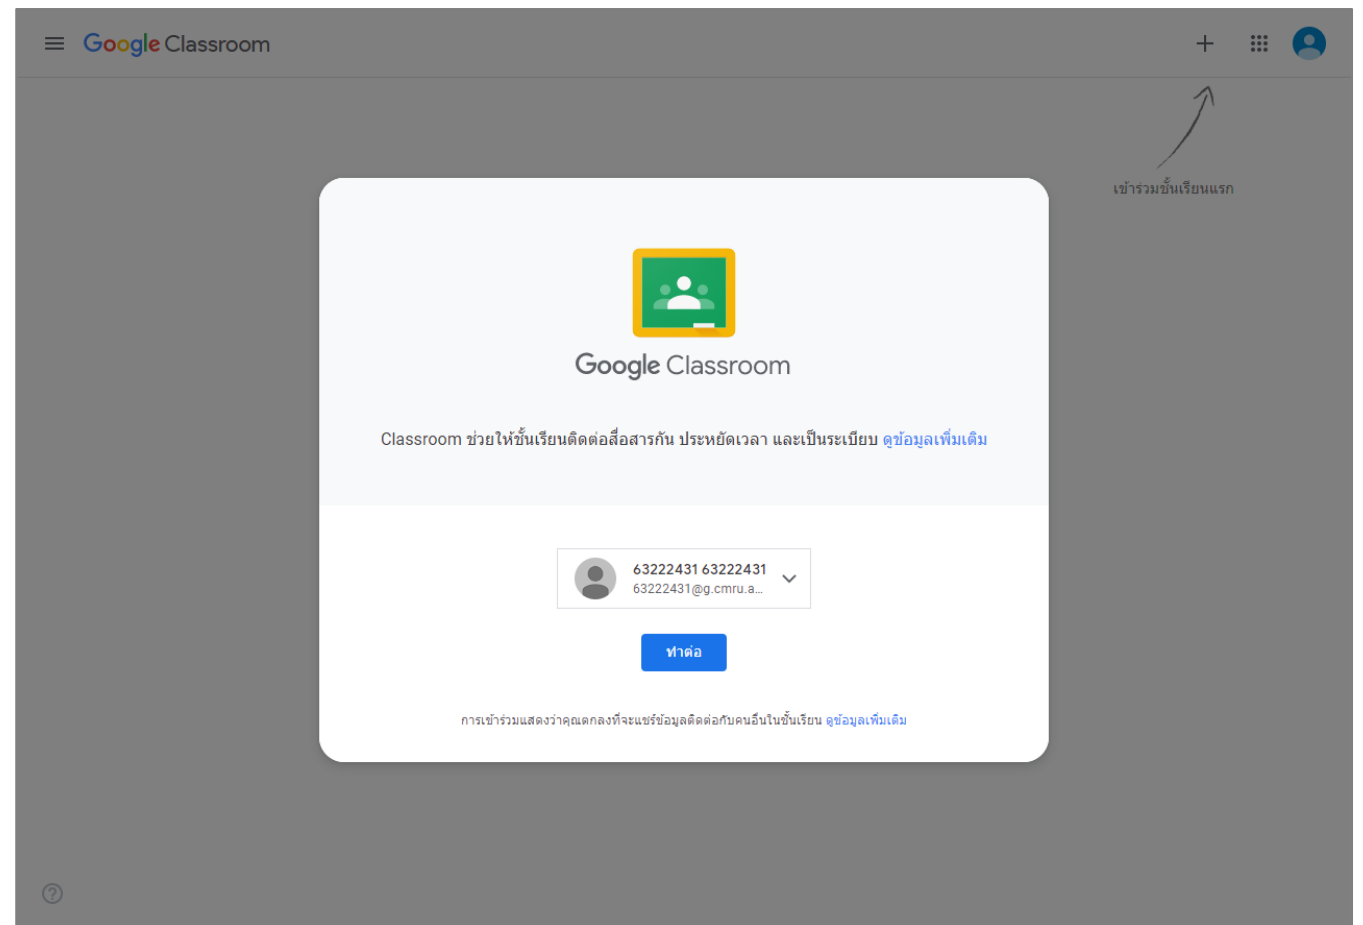 Google Classroom
เข้าร่วมชั้นเรียนแรก
Google Classroom
Classroom ช่วยให้ชั้นเรียนติดต่อสื่อสารกัน ประหยัดเวลา และเป็นระเบียบ ดูข้อมูลเพิ่มเติม
63222431 63222431
63222431@g.cmru.a...
ทำต่อ
การเข้าร่วมแสดงว่าคุณตกลงที่จะแชร์ข้อมูลติดต่อกับคนอื่นในชั้นเรียน ดูข้อมูลเพิ่มเติม